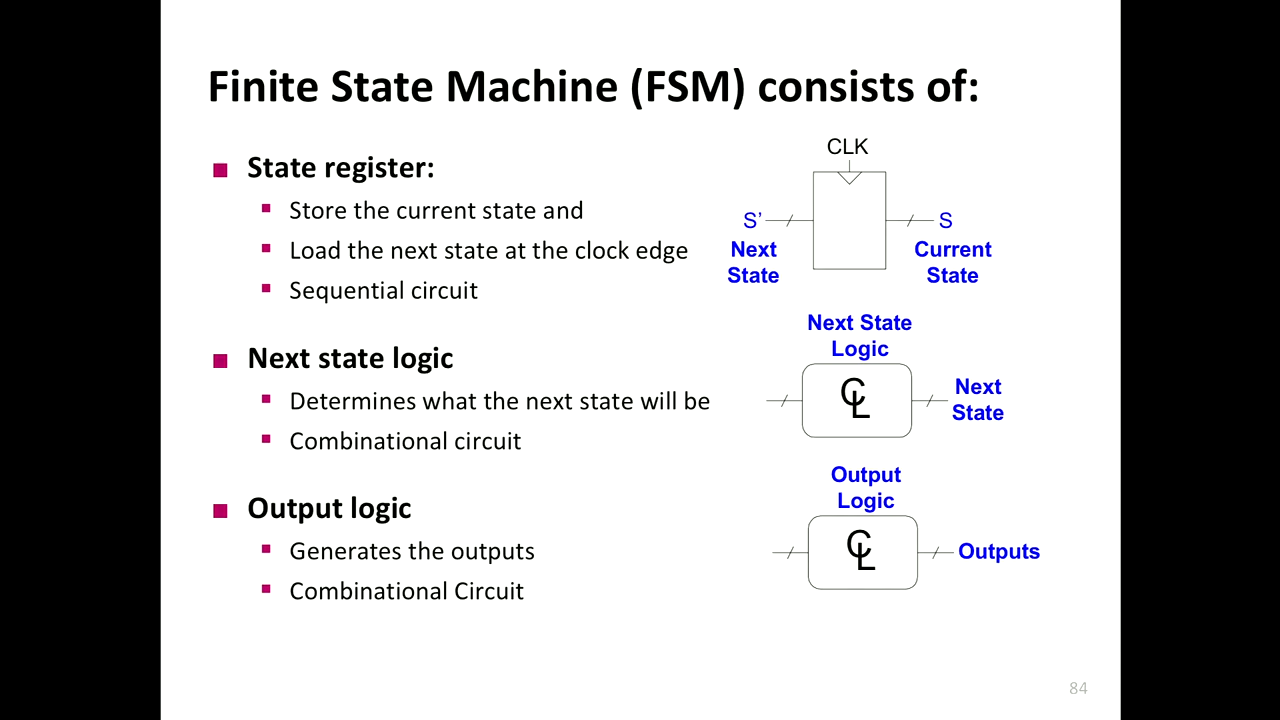 Finite State Machine (FSM) consists of:
State register:
Store the current state and
Load the next state at the clock edge
Sequential circuit
CLK
S’
S
Next
State
Current
State
Next state logic
Determines what the next state will be
Combinational circuit
Next State
Logic
CL
Next
State
Output logic
Generates the outputs
Combinational Circuit
Output
Logic
CL
Outputs
84